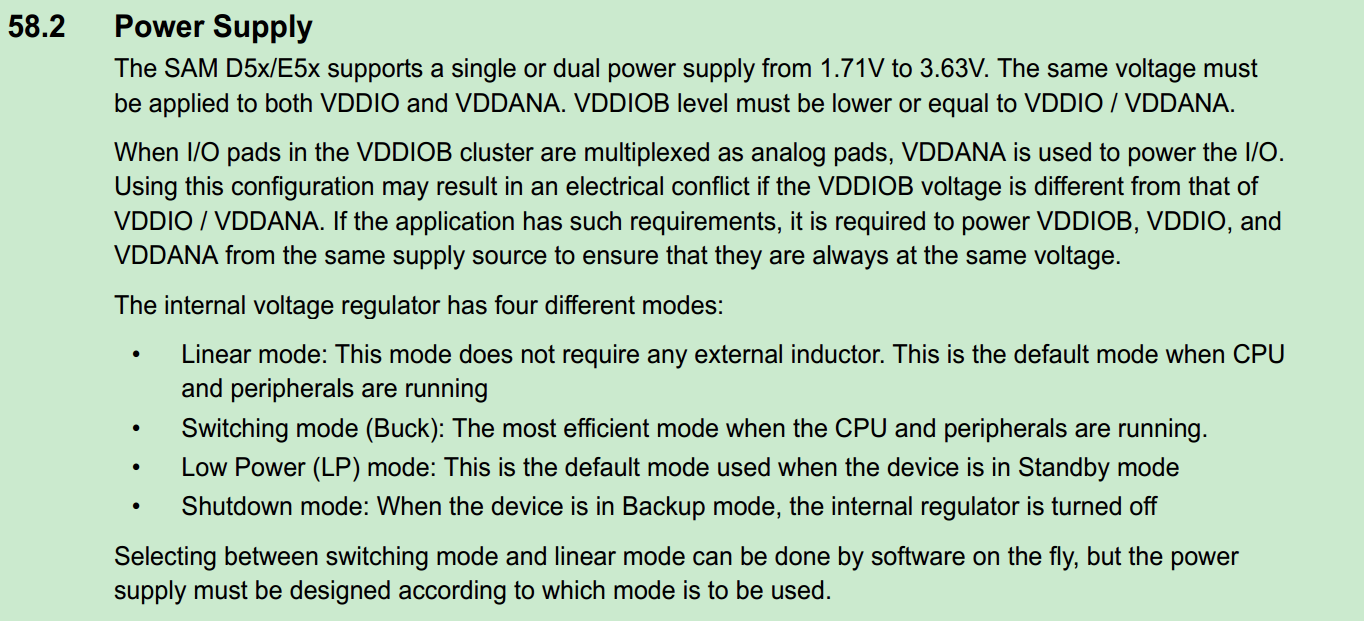 58.2 Power Supply
The SAM D5x/E5x supports a single or dual power supply from 1.71V to 3.63V. The same voltage must
be applied to both VDDIO and VDDANA. VDDIOB level must be lower or equal to VDDIO / VDDANA.
When I/O pads in the VDDIOB cluster are multiplexed as analog pads, VDDANA is used to power the I/O.
Using this configuration may result in an electrical conflict if the VDDIOB voltage is different from that of
VDDIO / VDDANA. If the application has such requirements, it is required to power VDDIOB, VDDIO, and
VDDANA from the same supply source to ensure that they are always at the same voltage.
The internal voltage regulator has four different modes:
• Linear mode: This mode does not require any external inductor. This is the default mode when CPU
and peripherals are running
• Switching mode (Buck): The most efficient mode when the CPU and peripherals are running.
• Low Power (LP) mode: This is the default mode used when the device is in Standby mode
• Shutdown mode: When the device is in Backup mode, the internal regulator is turned off
Selecting between switching mode and linear mode can be done by software on the fly, but the power
supply must be designed according to which mode is to be used.